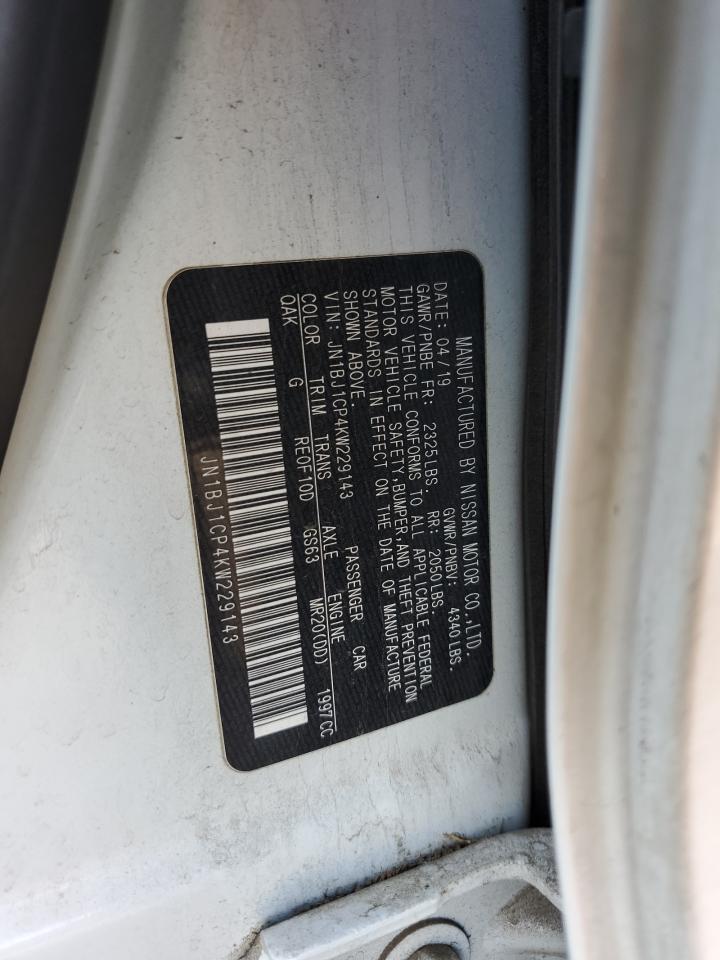 MANUFACTURED BY NISSAN MOTOR CO.,LTD.
DATE: 04/19 GVWR/PNBV: 4340LBS.
GAWR/PNBE FR: 2325LBS. RR: 2050LBS.
THIS VEHICLE CONFORMS TO ALL APPLICABLE FEDERAL
MOTOR VEHICLE SAFETY,BUMPER,AND THEFT PREVENTION
STANDARDS IN EFFECT ON THE DATE OF MANUFACTURE
SHOWN ABOVE.
VIN: JN1BJ1CP4KW229143 PASSENGER CAR
COLOR TRIM TRANS AXLE ENGINE
QAK G RE0F10D GS63 MR20(DD) 1997CC
JN1BJ1CP4KW229143